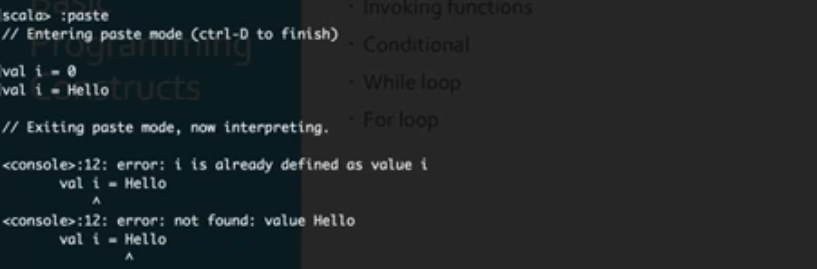 scala> :paste
// Entering paste mode (ctrl-D to finish)
val i = 0
val i = Hello
// Exiting paste mode, now interpreting.
<console>:12: error: i is already defined as value i
val i = Hello
^
<console>:12: error: not found: value Hello
val i = Hello
^
Basic
Programming
Constructs
· Invoking functions
· Conditional
· While loop
· For loop